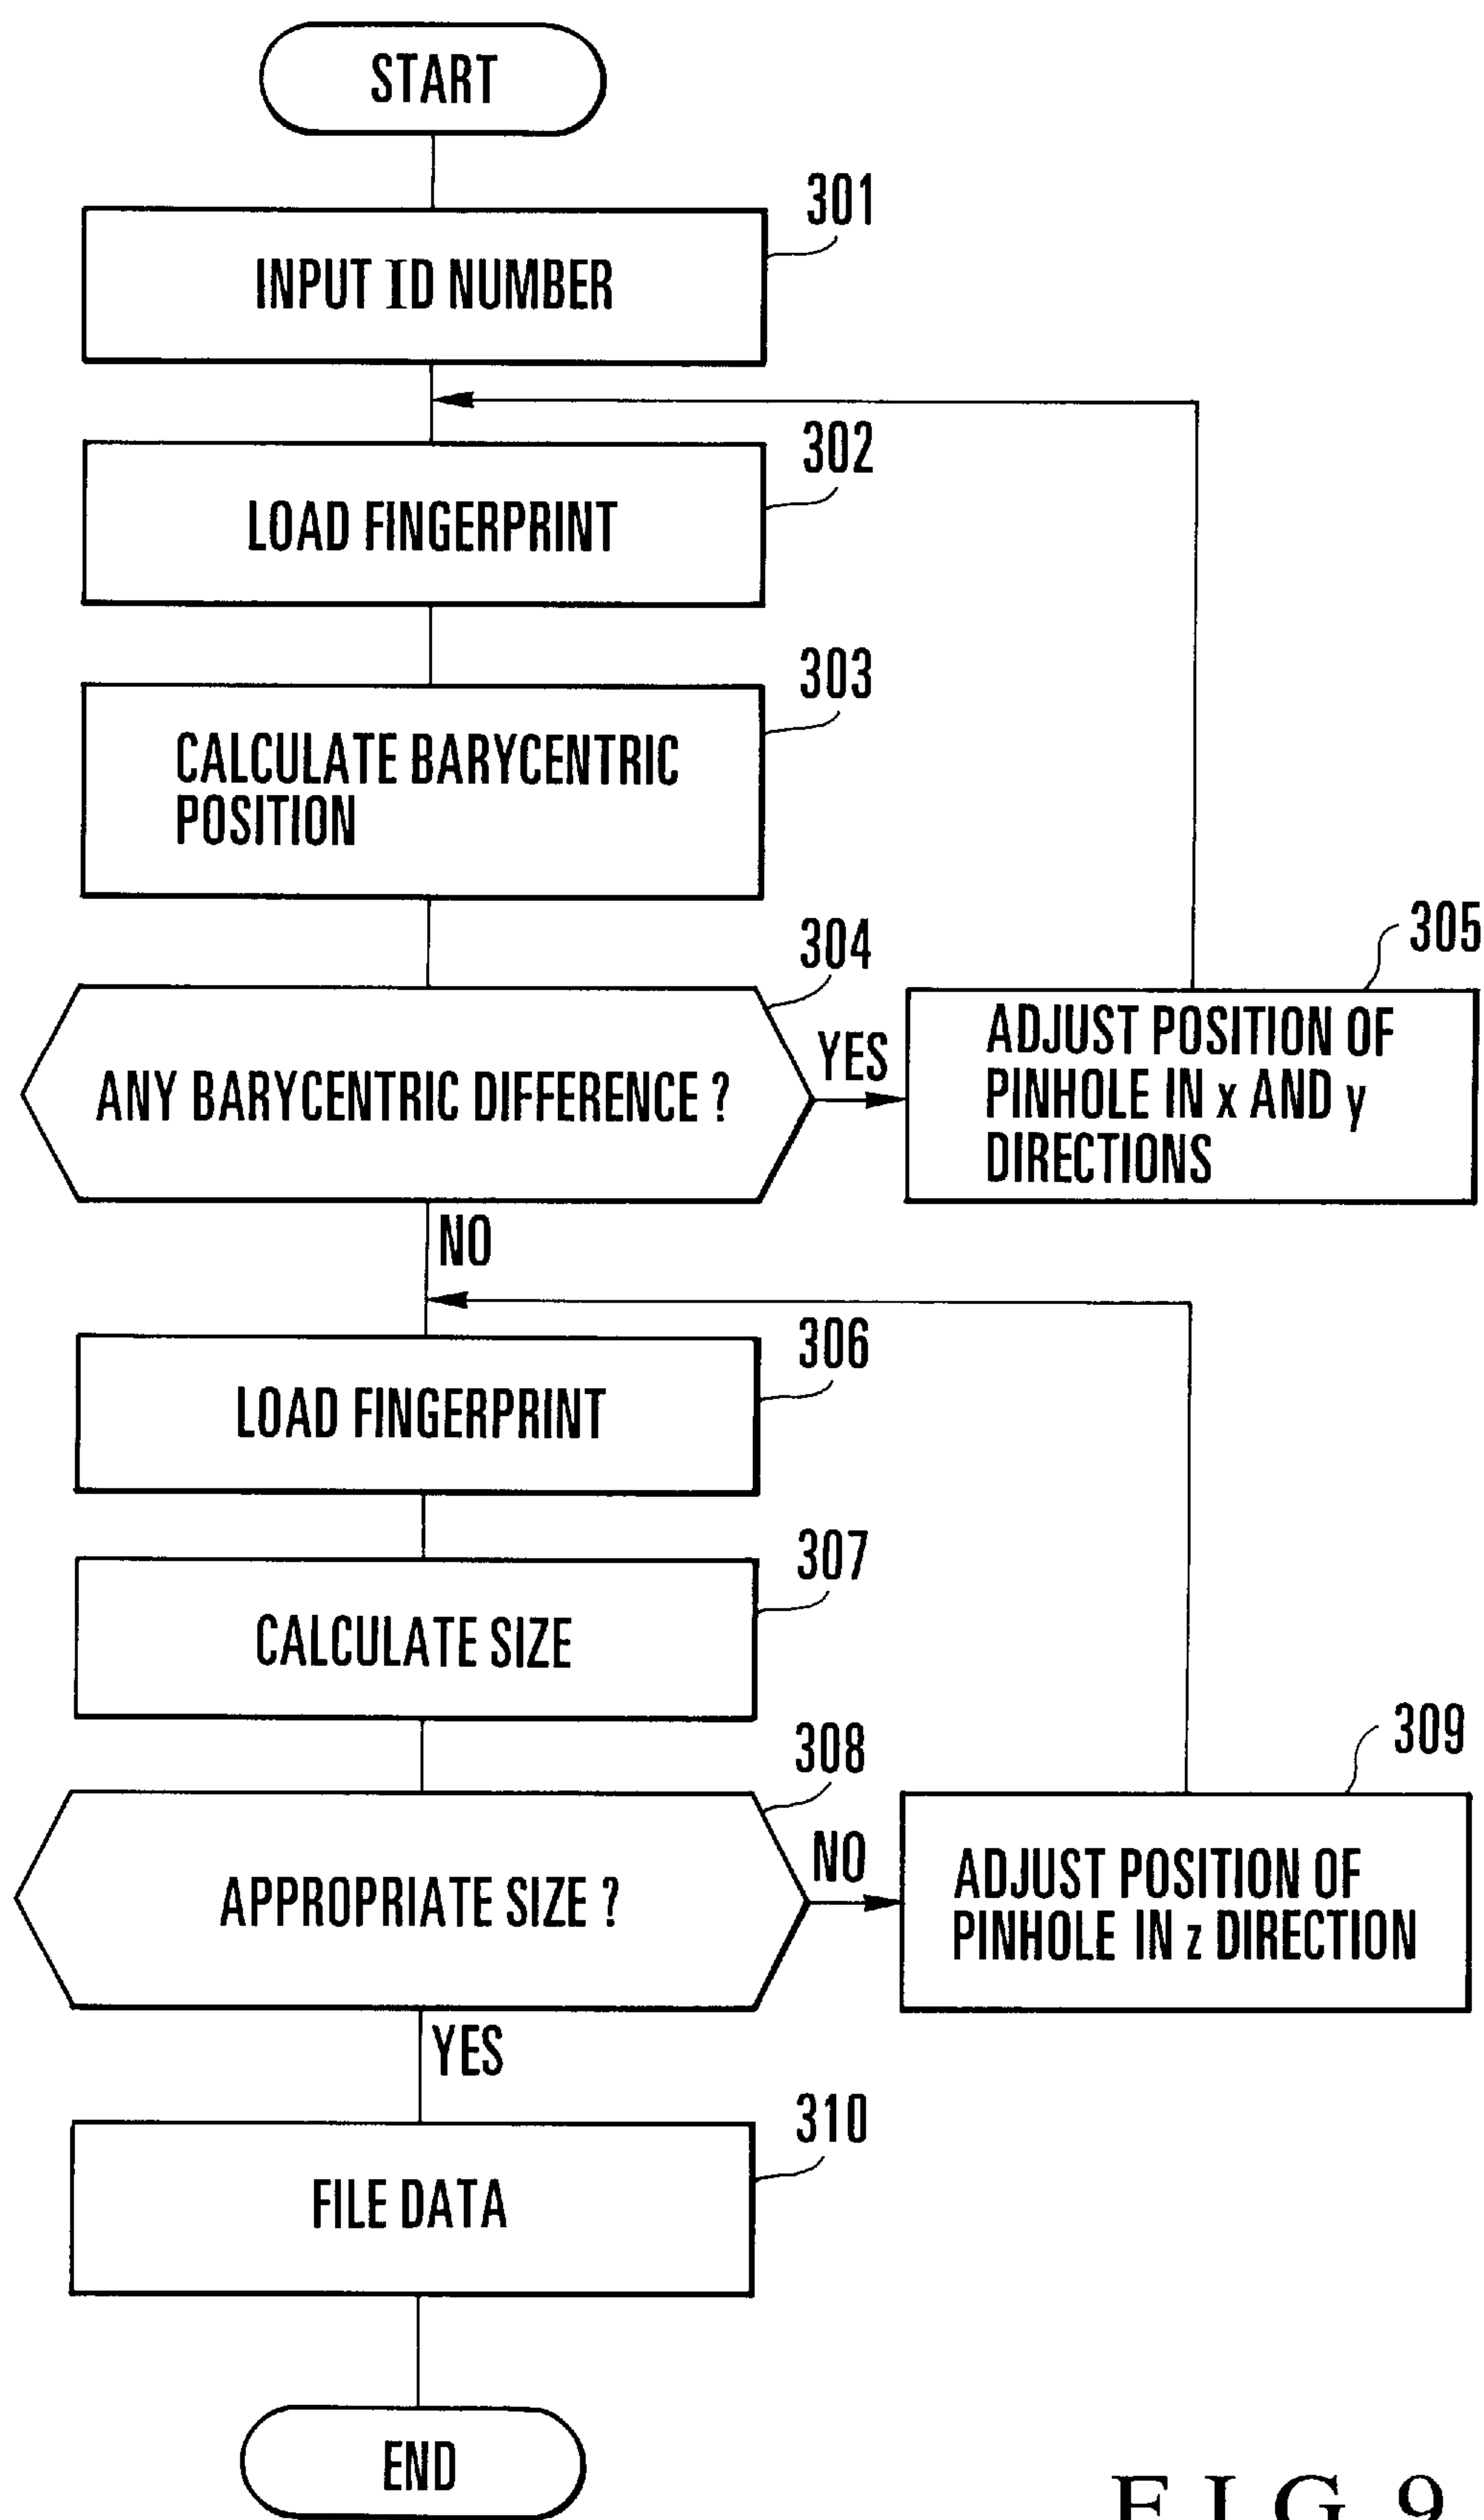 START
301
INPUT ID NUMBER
302
LOAD FINGERPRINT
303
CALCULATE BARYCENTRIC
POSITION
304
305
ANY BARYCENTRIC DIFFERENCE ?
YES
ADJUST POSITION OF
PINHOLE IN x AND y
DIRECTIONS
NO
306
LOAD FINGERPRINT
307
CALCULATE SIZE
308
309
APPROPRIATE SIZE ?
NO
ADJUST POSITION OF
PINHOLE IN z DIRECTION
YES
310
FILE DATA
END
FIG 9